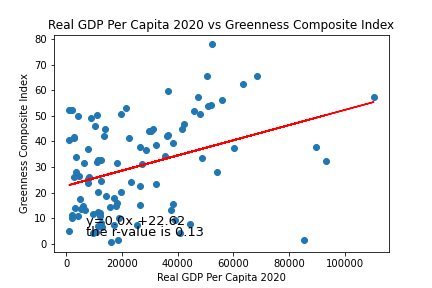 Real GDP Per Capita 2020 vs Greenness Composite Index
80
70
60
50
40
30
20
10
0
Greenness Composite Index
y=0.0x +22.62
the r-value is 0.13
0 20000 40000 60000 80000 100000
Real GDP Per Capita 2020